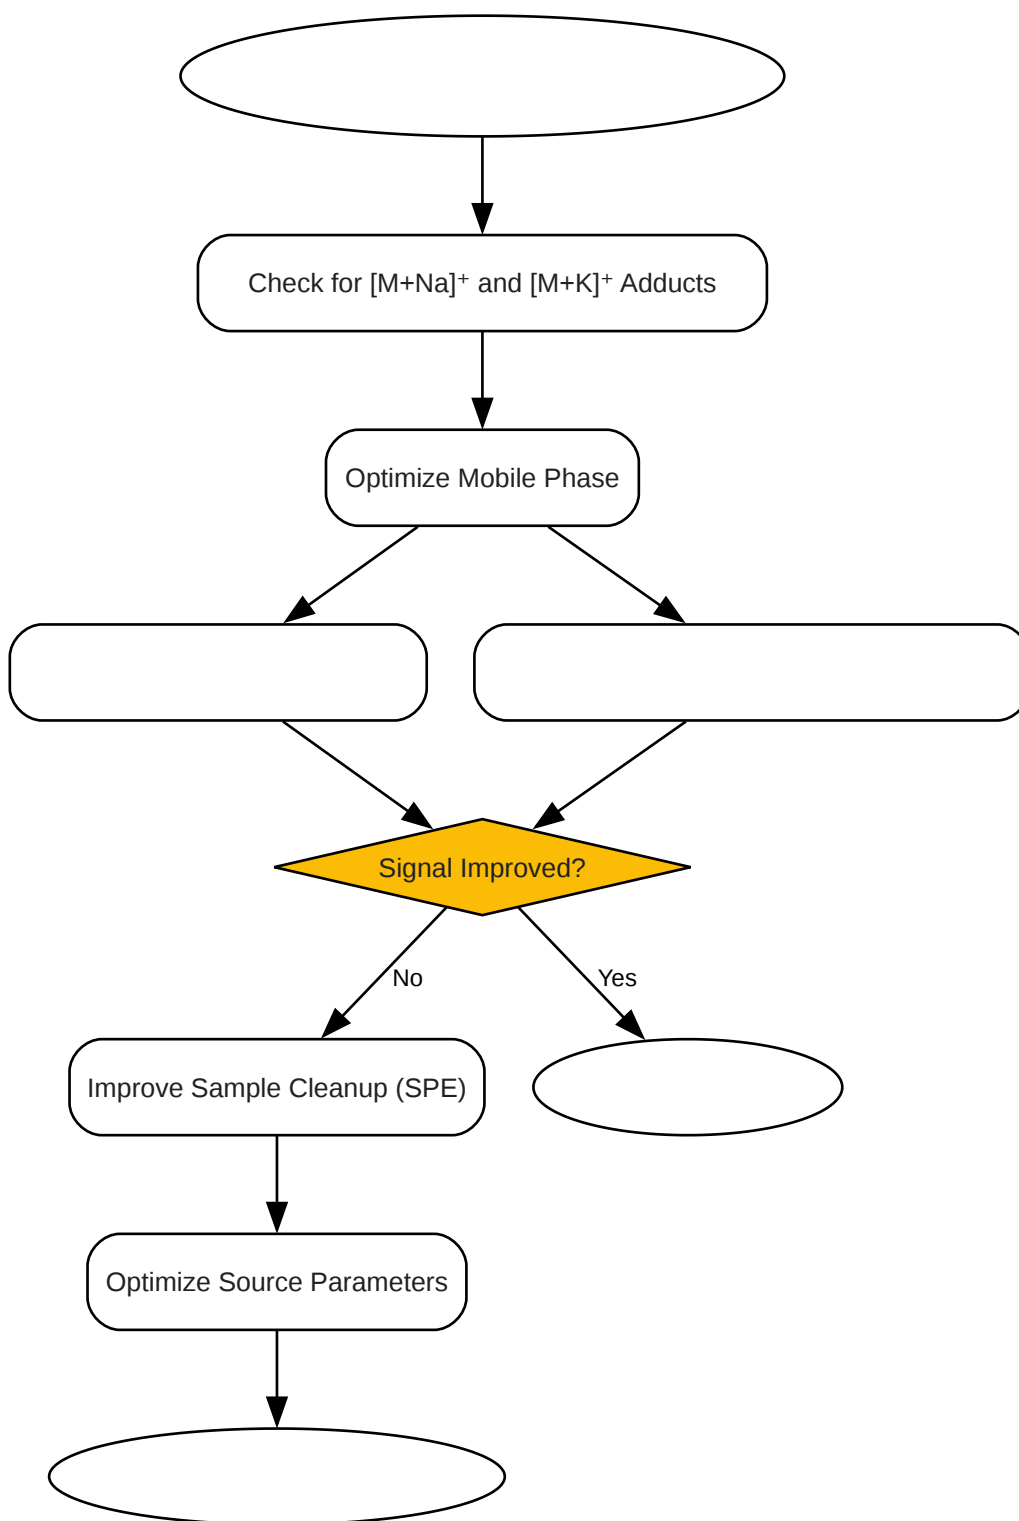 Check for [M+Na]⁺ and [M+K]⁺ Adducts
Optimize Mobile Phase
Signal Improved?
No
Yes
Improve Sample Cleanup (SPE)
Optimize Source Parameters